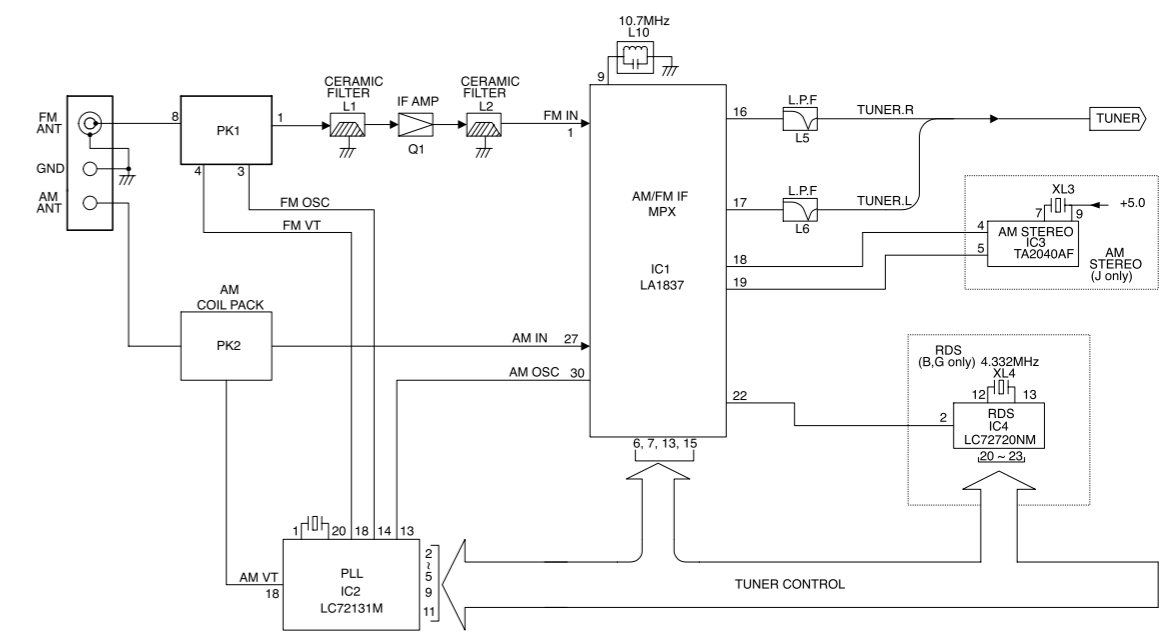 10.7MHz
L10
9
CERAMIC
FILTER
L1
IF AMP
Q1
CERAMIC
FILTER
L2
FM
ANT
GND
AM
ANT
8
PK1
1
4
3
FM IN
1
FM OSC
FM VT
AM/FM IF
MPX
IC1
LA1837
16
L.P.F
L5
TUNER.R
TUNER
17
L.P.F
L6
TUNER.L
18
19
XL3
7
9
+5.0
4
5
AM STEREO
IC3
TA2040AF
AM
STEREO
(J only)
AM
COIL PACK
PK2
AM IN 27
AM OSC 30
22
RDS
(B,G only) 4.332MHz
XL4
12
13
2
RDS
IC4
LC72720NM
20 ~ 23
6, 7, 13, 15
1
20
18
14
13
AM VT
18
PLL
IC2
LC72131M
2
~
5
9
11
TUNER CONTROL